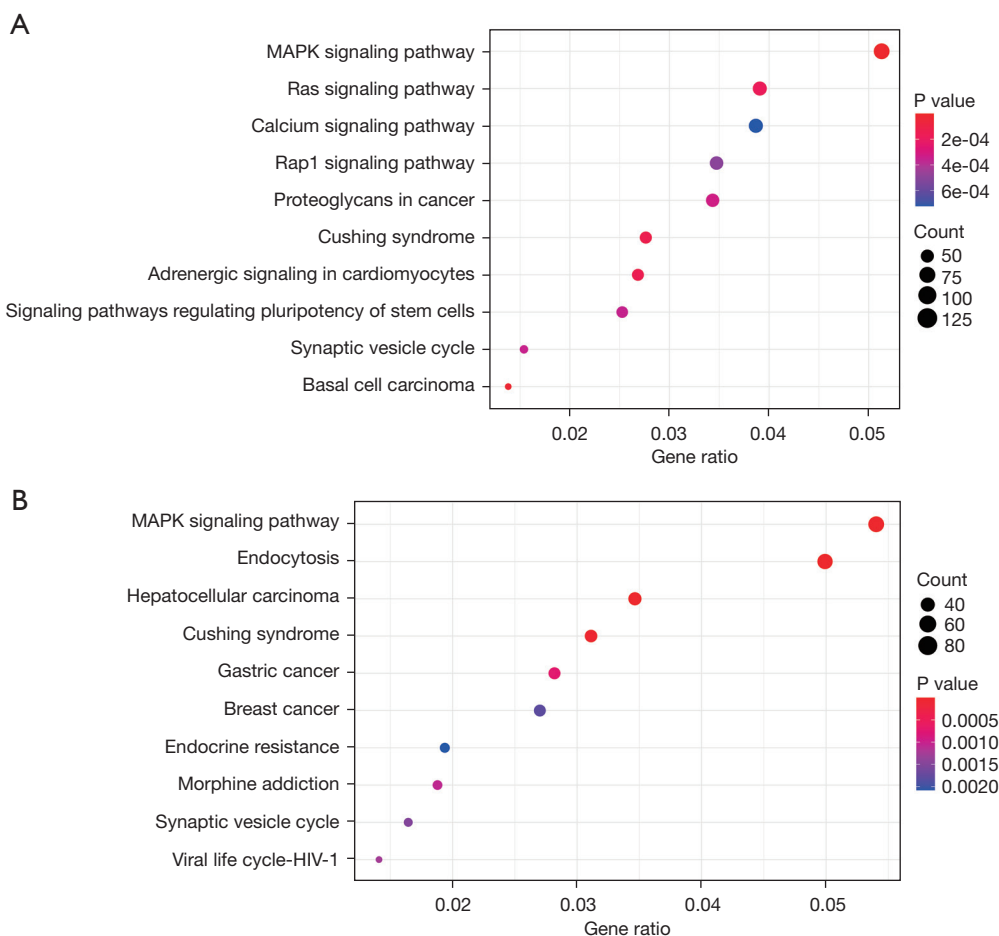 A
MAPK signaling pathway
Ras signaling pathway
Calcium signaling pathway
Rap1 signaling pathway
Proteoglycans in cancer
Cushing syndrome
Adrenergic signaling in cardiomyocytes
Signaling pathways regulating pluripotency of stem cells
Synaptic vesicle cycle
Basal cell carcinoma
0.02 0.03 0.04 0.05
Gene ratio
P value
2e-04
4e-04
6e-04
Count
50
75
100
125
B
MAPK signaling pathway
Endocytosis
Hepatocellular carcinoma
Cushing syndrome
Gastric cancer
Breast cancer
Endocrine resistance
Morphine addiction
Synaptic vesicle cycle
Viral life cycle-HIV-1
0.02 0.03 0.04 0.05
Gene ratio
Count
40
60
80
P value
0.0005
0.0010
0.0015
0.0020